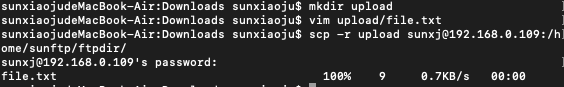 sunxiaojudeMacBook-Air:Downloads sunxiaoju$ mkdir upload
sunxiaojudeMacBook-Air:Downloads sunxiaoju$ vim upload/file.txt
sunxiaojudeMacBook-Air:Downloads sunxiaoju$ scp -r upload sunxj@192.168.0.109:/h
ome/sunftp/ftpdir/
sunxj@192.168.0.109's password:
file.txt 100% 9 0.7KB/s 00:00